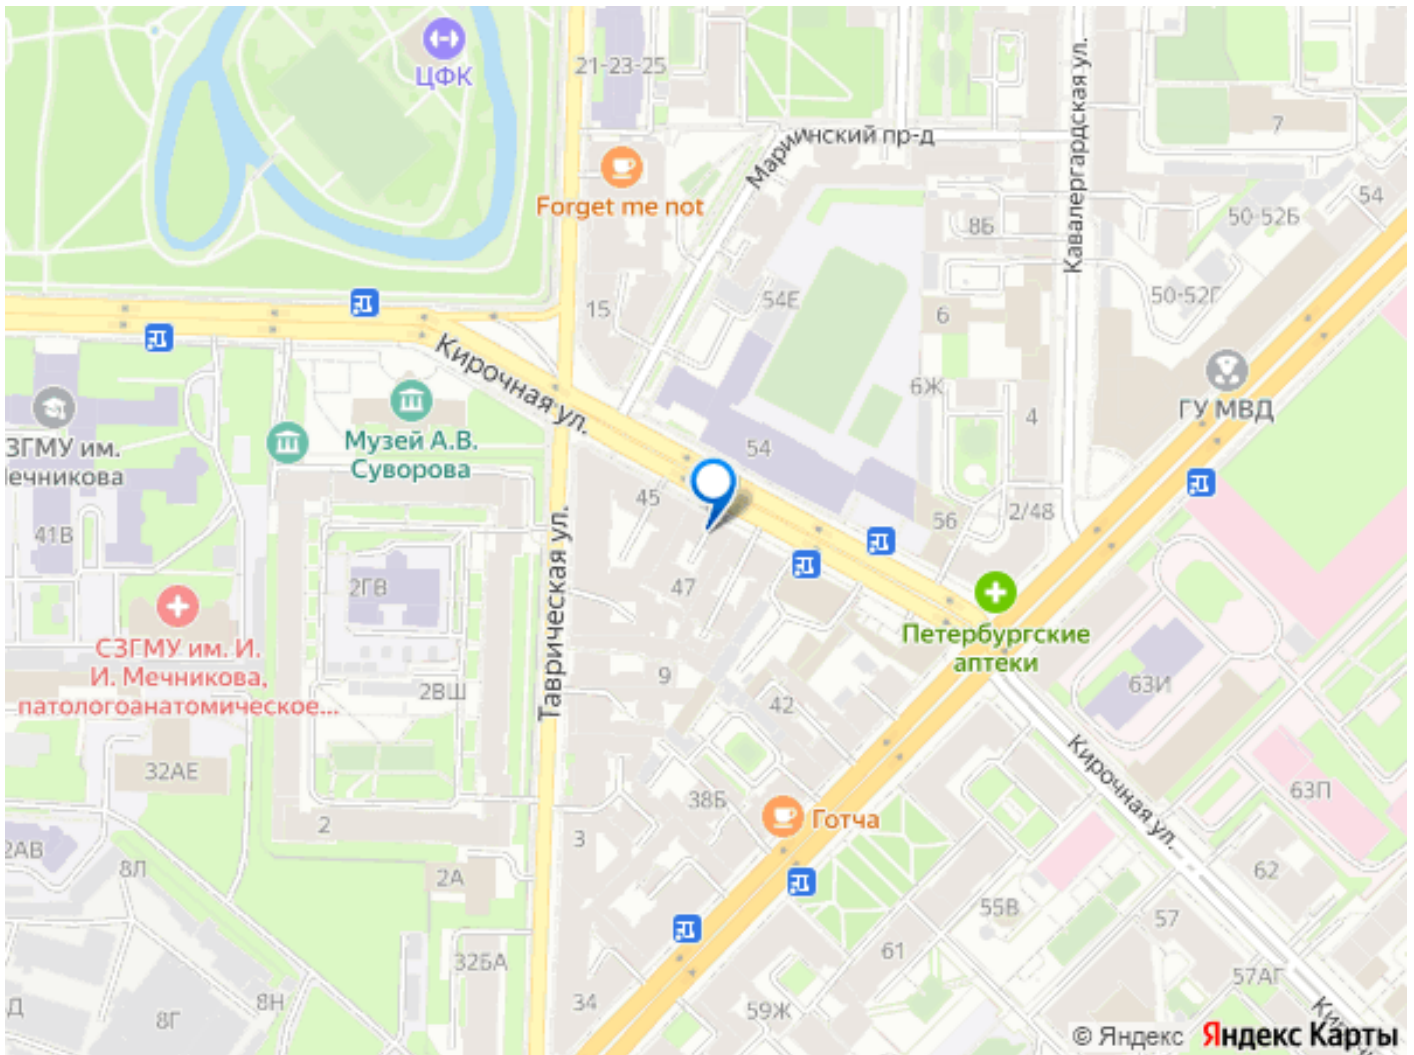 ЦФК
21-23-25
Мариинский пр-д
Forget me not
Кавалергардская ул.
7
54
50-52Б
8Б
50-52Г
54Е
15
6
Кирочная ул.
6Ж
4
ГУ МВД
Музей А.В.
Суворова
СЗГМУ им.
ечникова
54
45
56
2/48
41В
2ГВ
47
Таврическая ул.
Петербургские
аптеки
СЗГМУ им. И.
И. Мечникова,
патологоанатомическое...
9
2ВШ
42
63И
32АЕ
38Б
Готча
Кирочная ул.
63П
2
3
2АВ
8Л
2А
62
55В
57
61
32БА
57АГ
34
59Ж
8Н
8Г
Д
© Яндекс Яндекс Карты